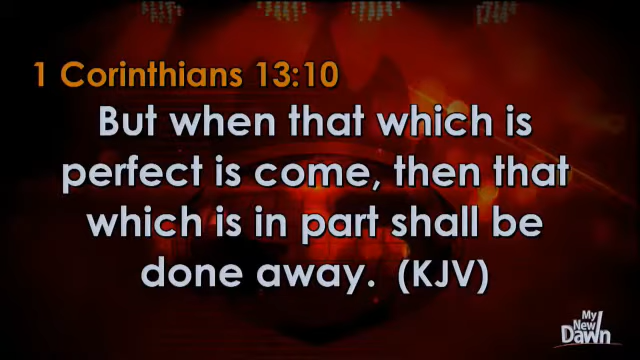 1 Corinthians 13:10
But when that which is
perfect is come, then that
which is in part shall be
done away. (KJV)
My
New
Dawn